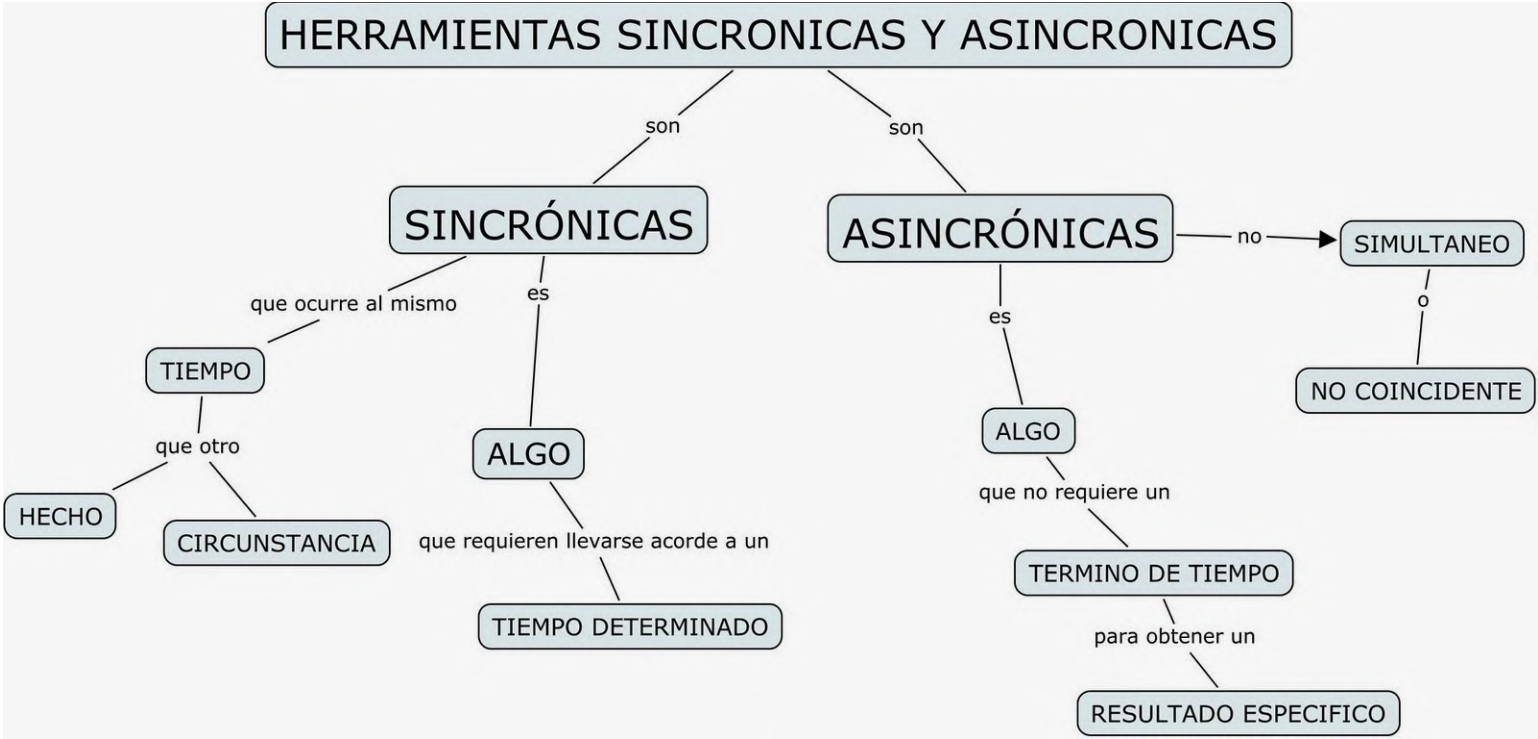 HERRAMIENTAS SINCRONICAS Y ASINCRONICAS
son
son
SINCRÓNICAS
ASINCRÓNICAS
no
SIMULTANEO
que ocurre al mismo
es
es
o
TIEMPO
NO COINCIDENTE
que otro
ALGO
ALGO
HECHO
CIRCUNSTANCIA
que requieren llevarse acorde a un
que no requiere un
TIEMPO DETERMINADO
TERMINO DE TIEMPO
para obtener un
RESULTADO ESPECIFICO